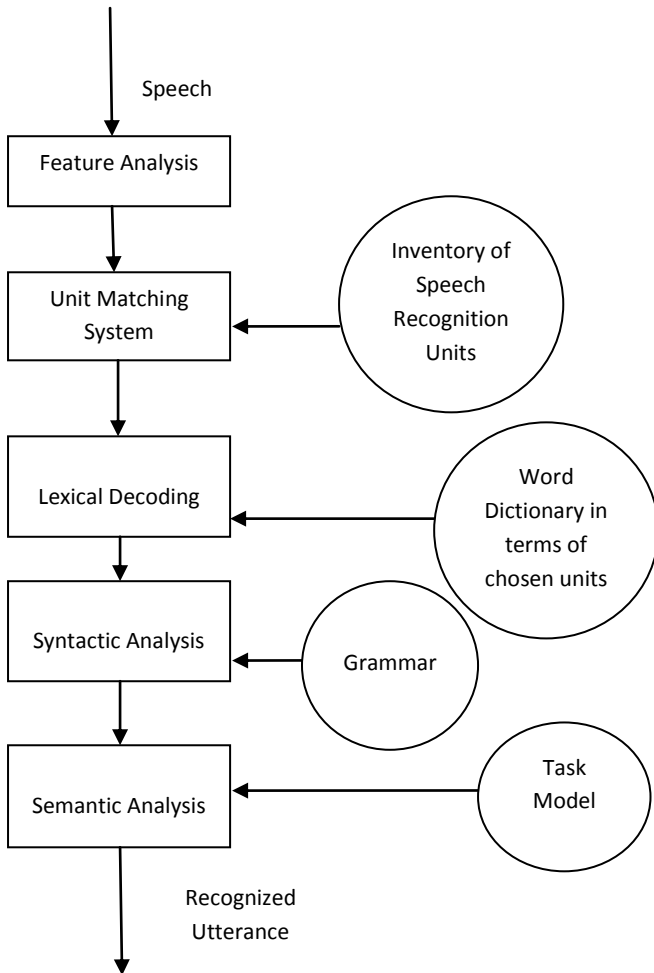 Speech
Feature Analysis
Inventory of
Speech
Recognition
Units
Unit Matching
System
Word
Dictionary in
terms of
chosen units
Lexical Decoding
Syntactic Analysis
Grammar
Task
Model
Semantic Analysis
Recognized
Utterance